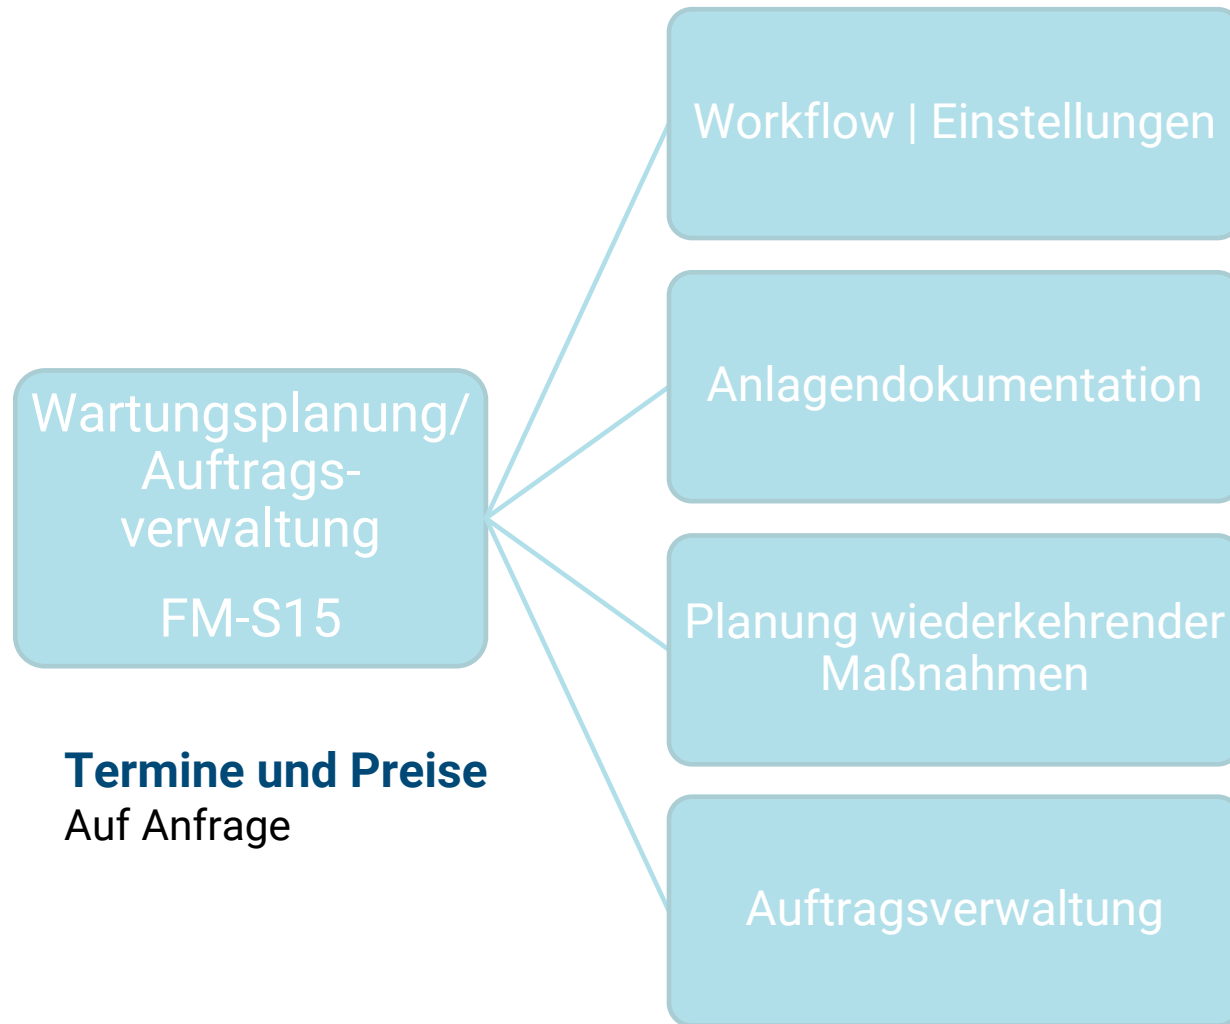 Wartungsplanung/
Auftrags-
verwaltung
FM-S15
Termine und Preise
Auf Anfrage
Workflow | Einstellungen
Anlagendokumentation
Planung wiederkehrender
Maßnahmen
Auftragsverwaltung